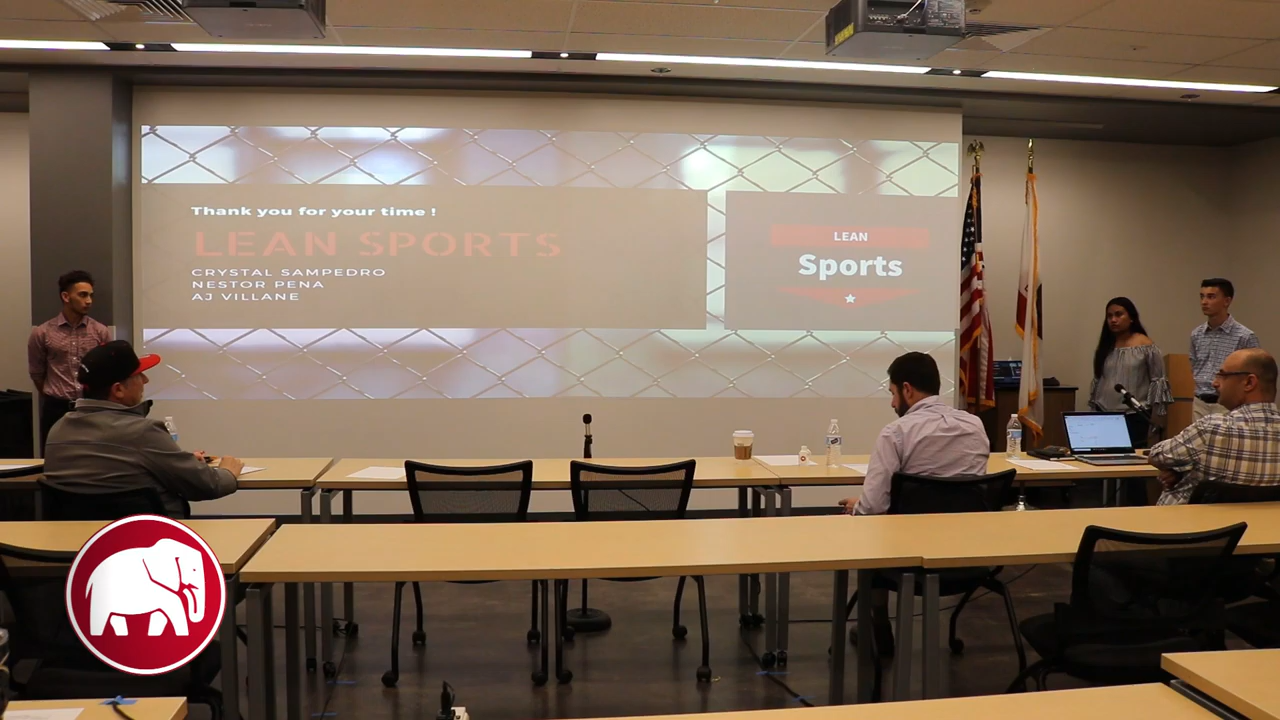 Thank you for your time !
LEAN SPORTS
CRYSTAL SAMPEDRO
NESTOR PENA
AJ VILLANE
LEAN
Sports